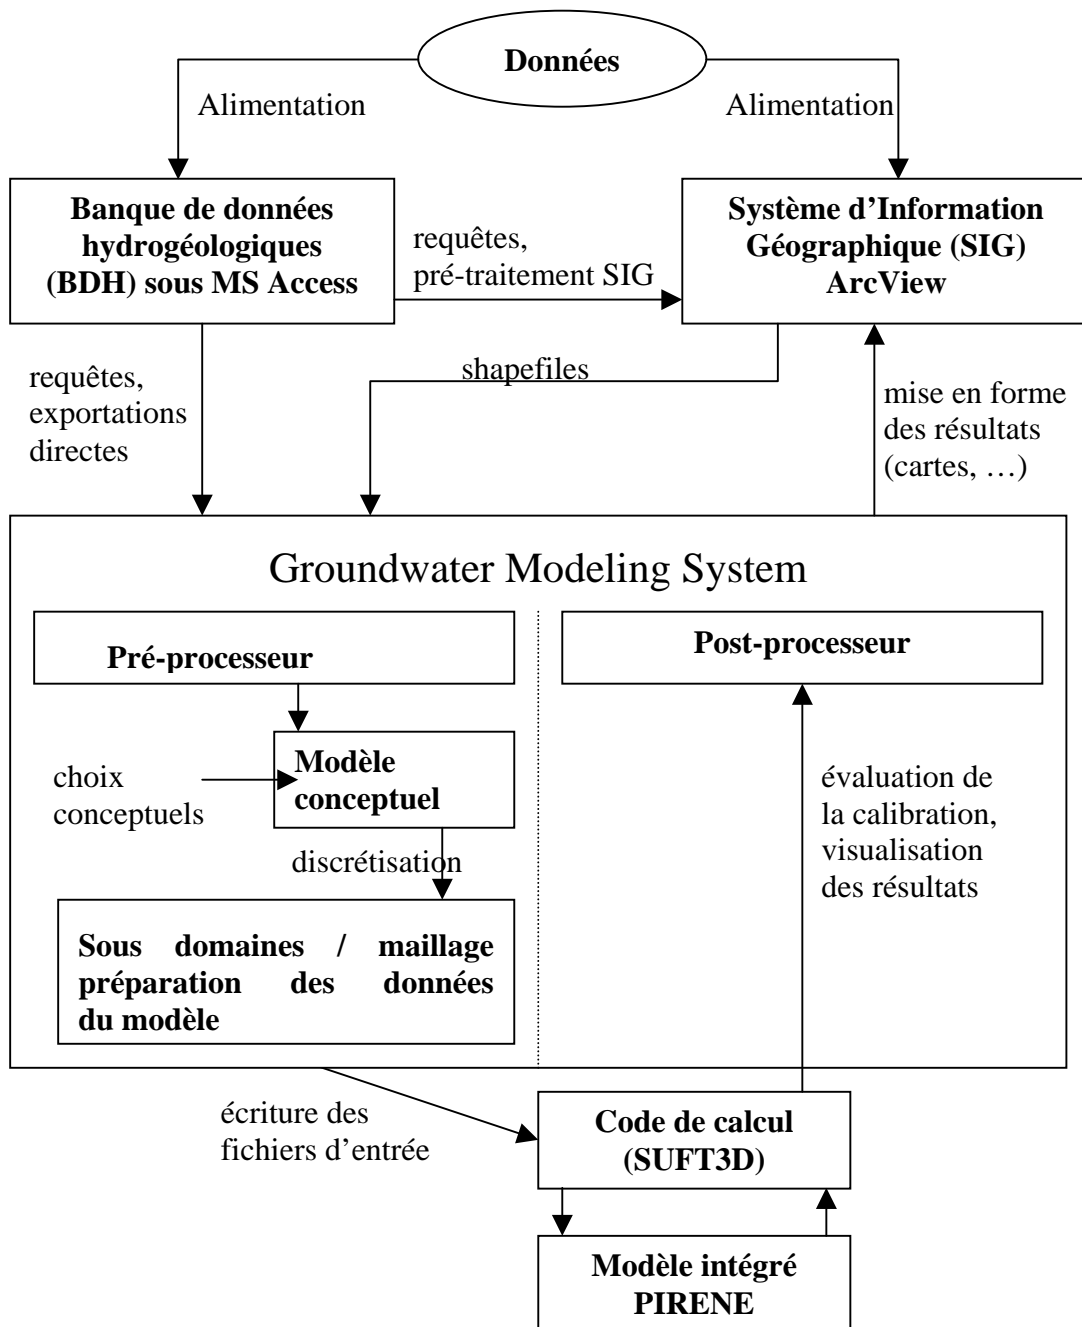 Données
Alimentation
Alimentation
Banque de données
hydrogéologiques
(BDH) sous MS Access
requêtes,
pré-traitement SIG
Système d’Information
Géographique (SIG)
ArcView
requêtes,
exportations
directes
shapefiles
mise en forme
des résultats
(cartes, …)
Groundwater Modeling System
Pré-processeur
Post-processeur
choix
conceptuels
Modèle
conceptuel
discrétisation
évaluation de
la calibration,
visualisation
des résultats
Sous domaines / maillage
préparation des données
du modèle
écriture des
fichiers d’entrée
Code de calcul
(SUFT3D)
Modèle intégré
PIRENE